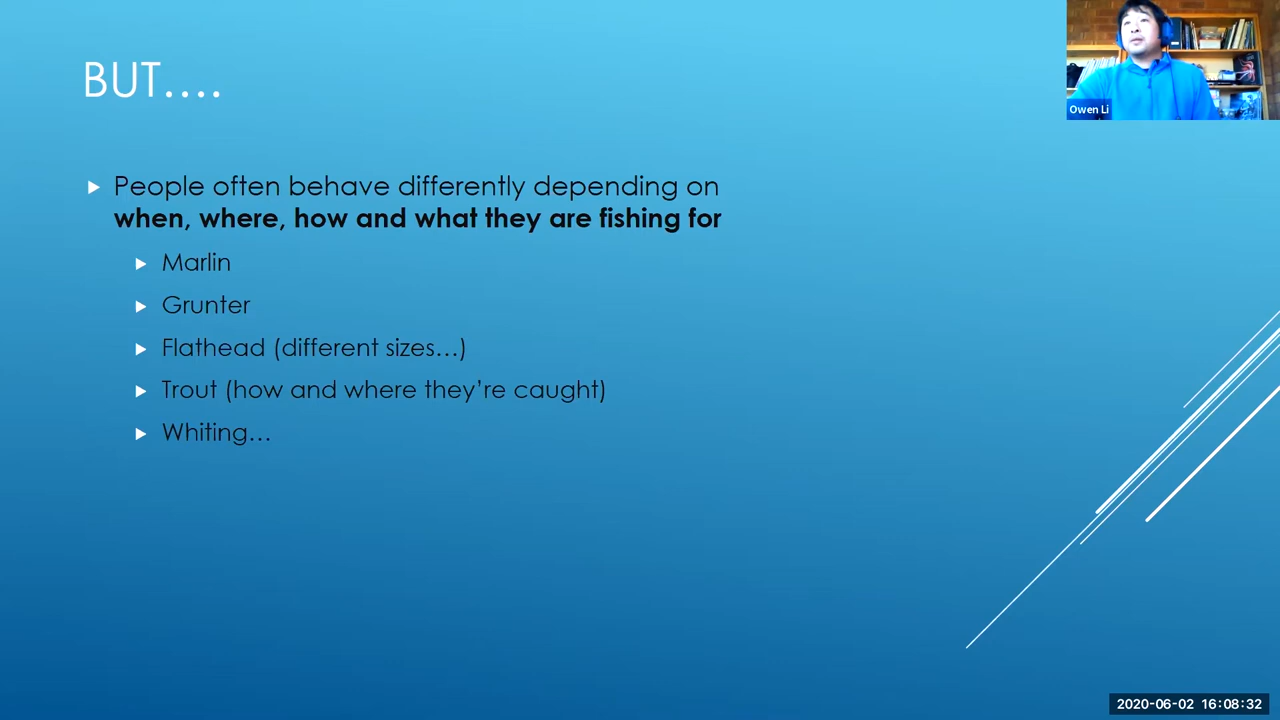 BUT....
People often behave differently depending on
when, where, how and what they are fishing for
Marlin
Grunter
Flathead (different sizes…)
Trout (how and where they're caught)
Whiting…
Owen Li
2020-06-02 16:08:32